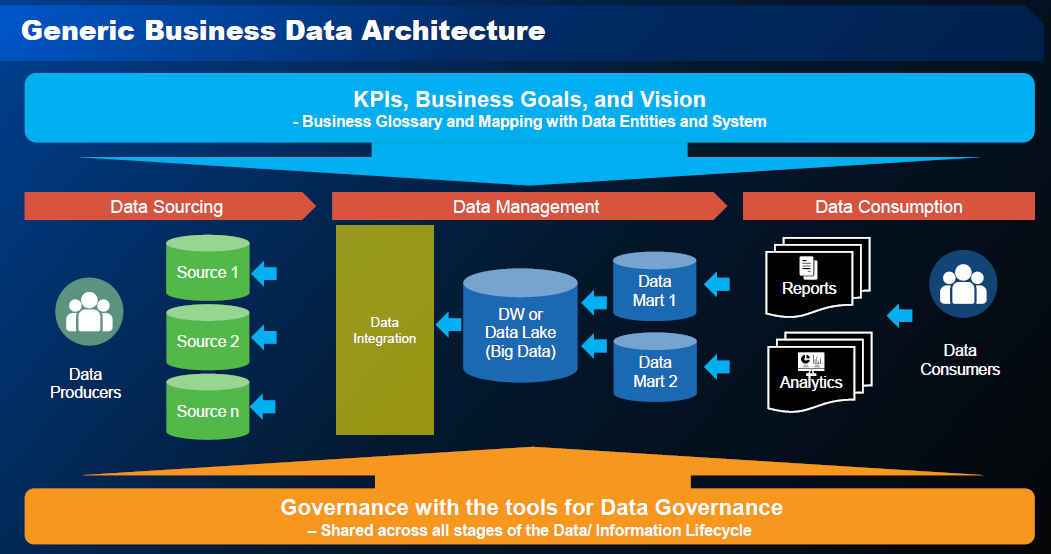 Generic Business Data Architecture
KPIs, Business Goals, and Vision
- Business Glossary and Mapping with Data Entities and System
Data Sourcing
Data Management
Data Consumption
Data
Producers
Source 1
Source 2
Source n
Data
Integration
DW or
Data Lake
(Big Data)
Data
Mart 1
Data
Mart 2
Reports
Analytics
Data
Consumers
Governance with the tools for Data Governance
– Shared across all stages of the Data/ Information Lifecycle